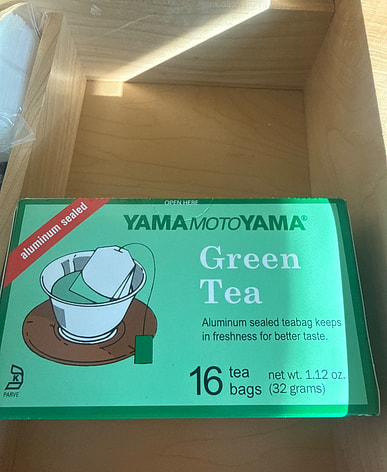 OPEN HERE
aluminum sealed
YAMAMOTOYAMA®
Green
Tea
Aluminum sealed teabag keeps
in freshness for better taste.
16 tea bags
net wt. 1.12 oz.
(32 grams)
K
PARVE